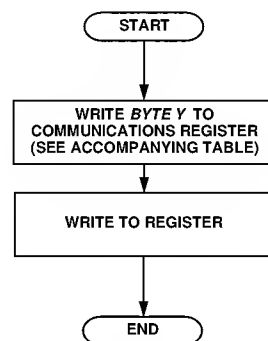 START
WRITE BYTE Y TO
COMMUNICATIONS REGISTER
(SEE ACCOMPANYING TABLE)
WRITE TO REGISTER
END